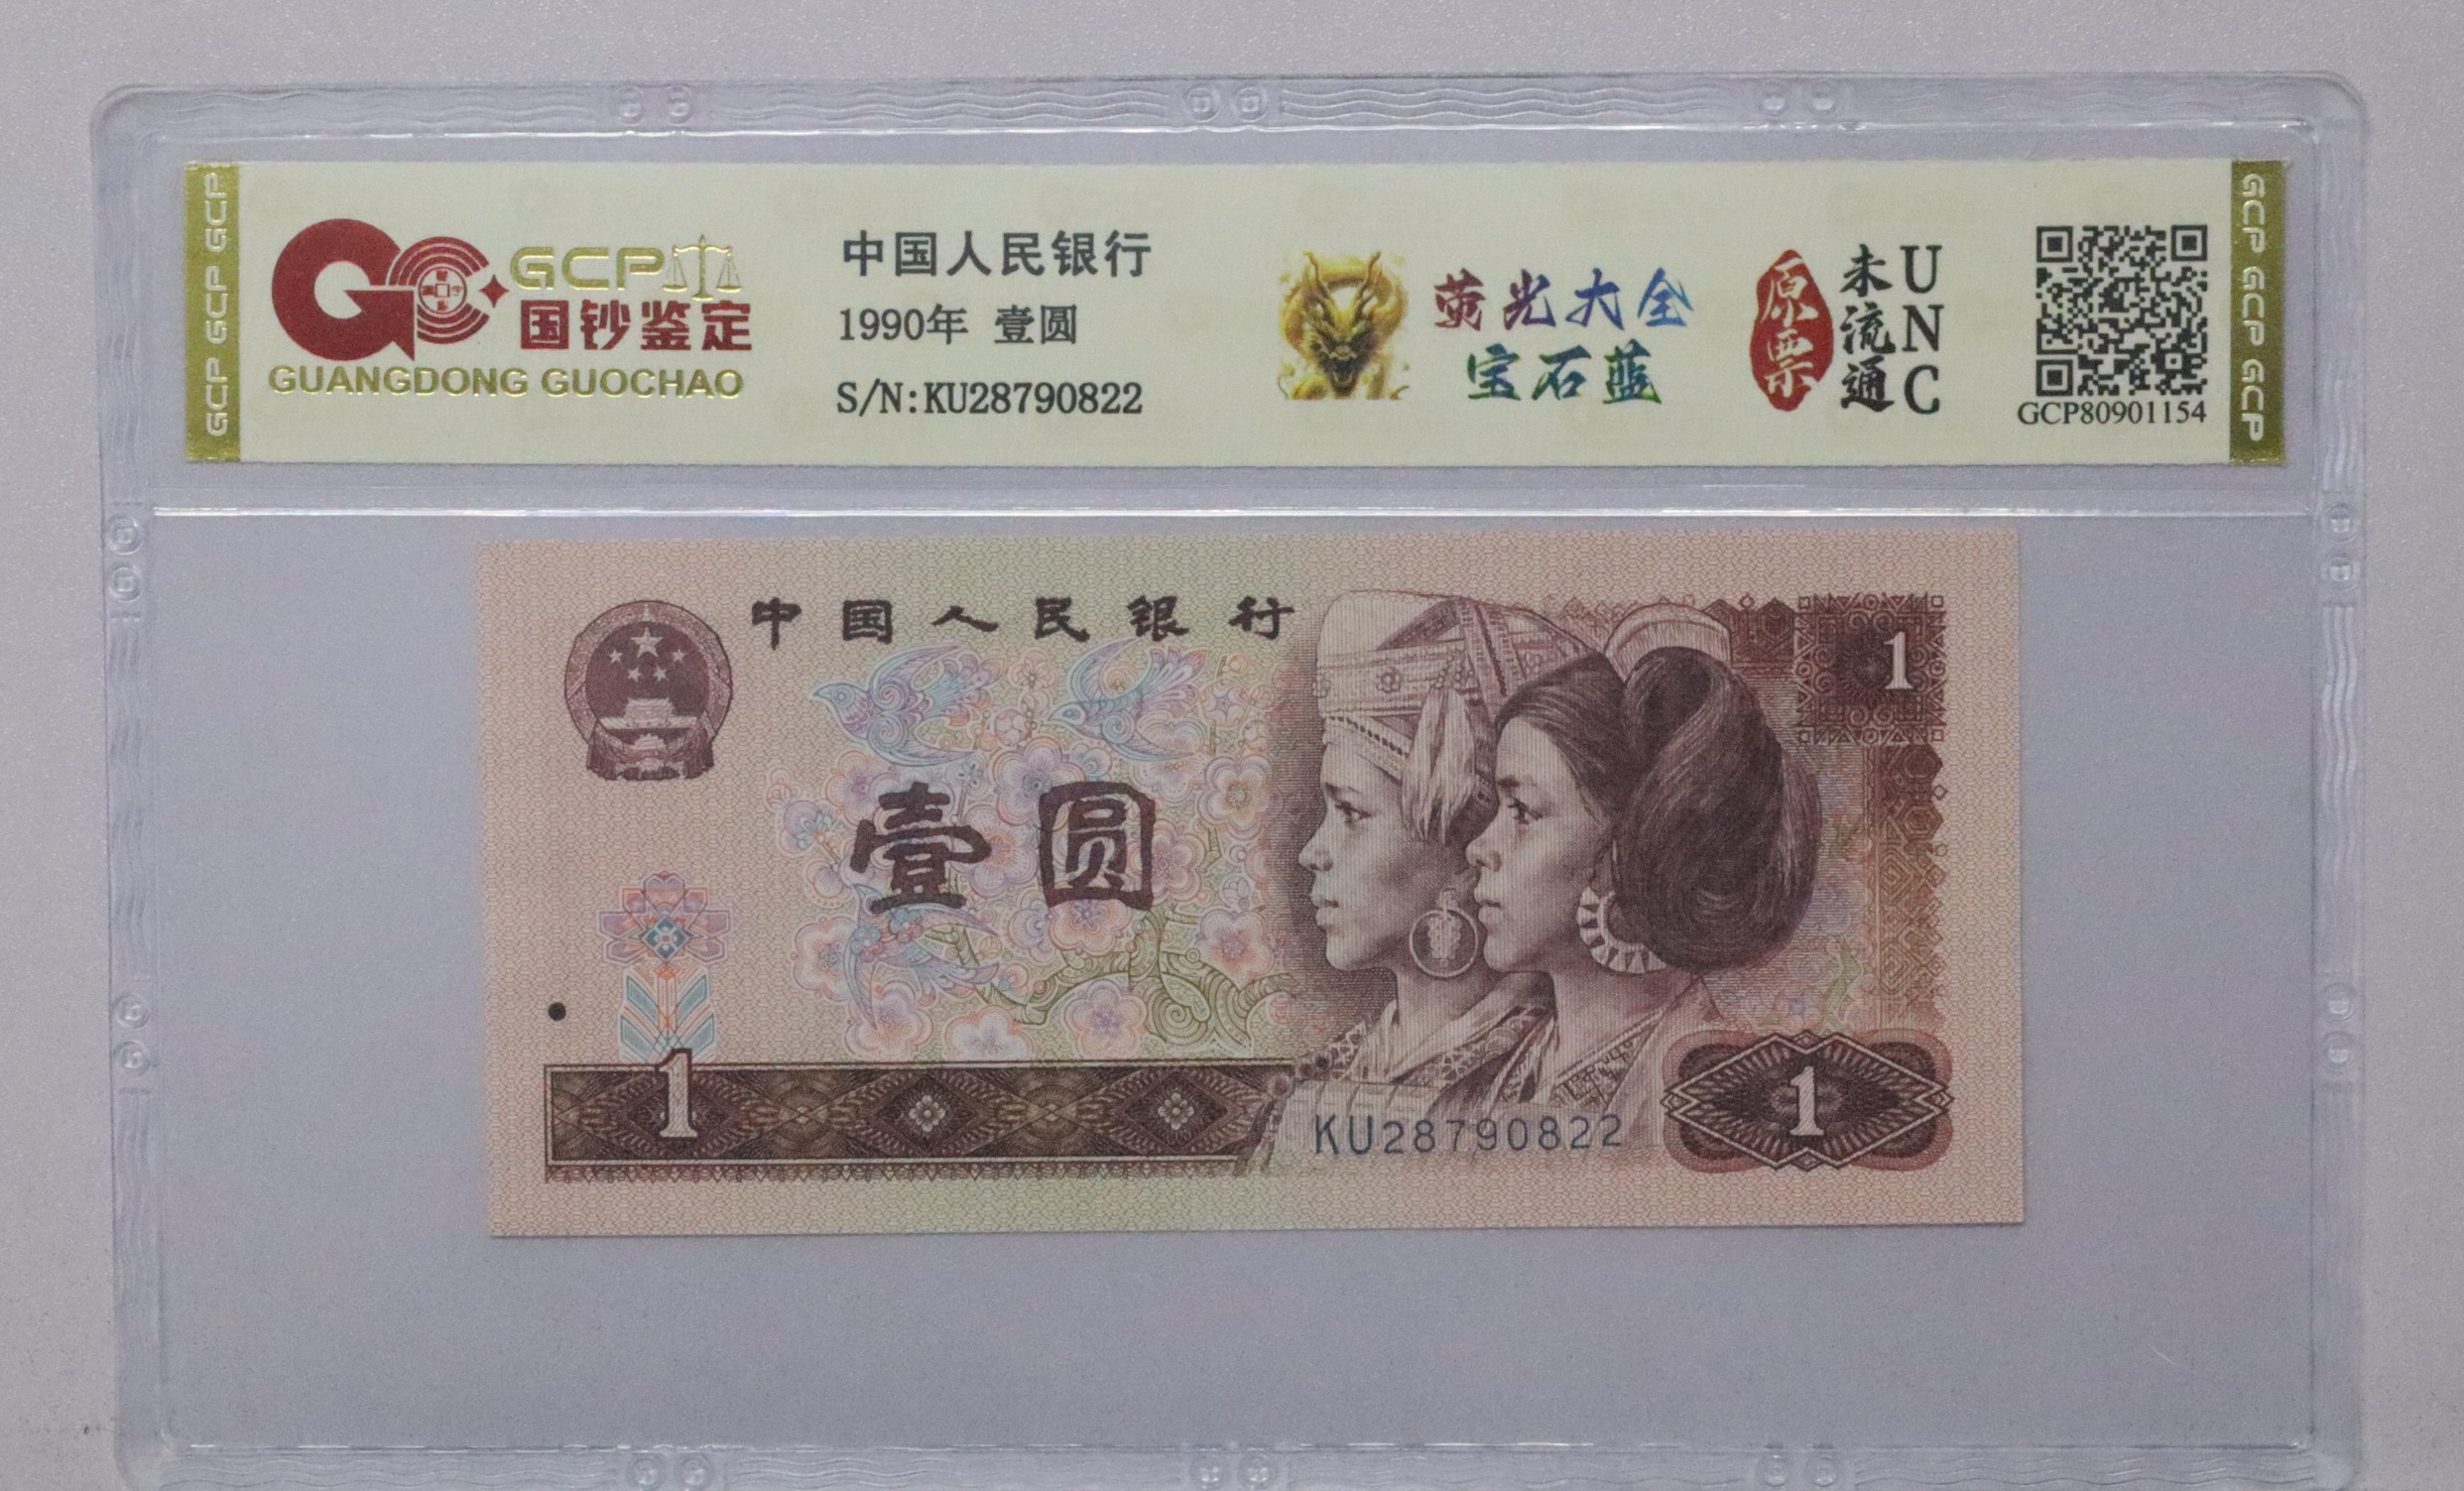 GCP GCP GCP
GCP
国钞鉴定
GUANGDONG GUOCHAO
中国人民银行
1990年 壹圆
S/N:KU28790822
荧光大全
宝石蓝
原票
未流通
UNC
GCP80901154
GCP GCP GCP
中国人民银行
1
壹圆
1
KU28790822
1